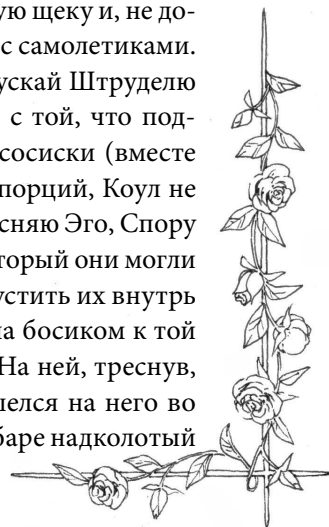 ую щеку и, не до-
с самолетиками.
ускай Штруделю
с той, что под-
сосиски (вместе
порций, Коул не
сняю Эго, Спору
торый они могли
устить их внутрь
а босиком к той
На ней, треснув,
елся на него во
баре надколотый